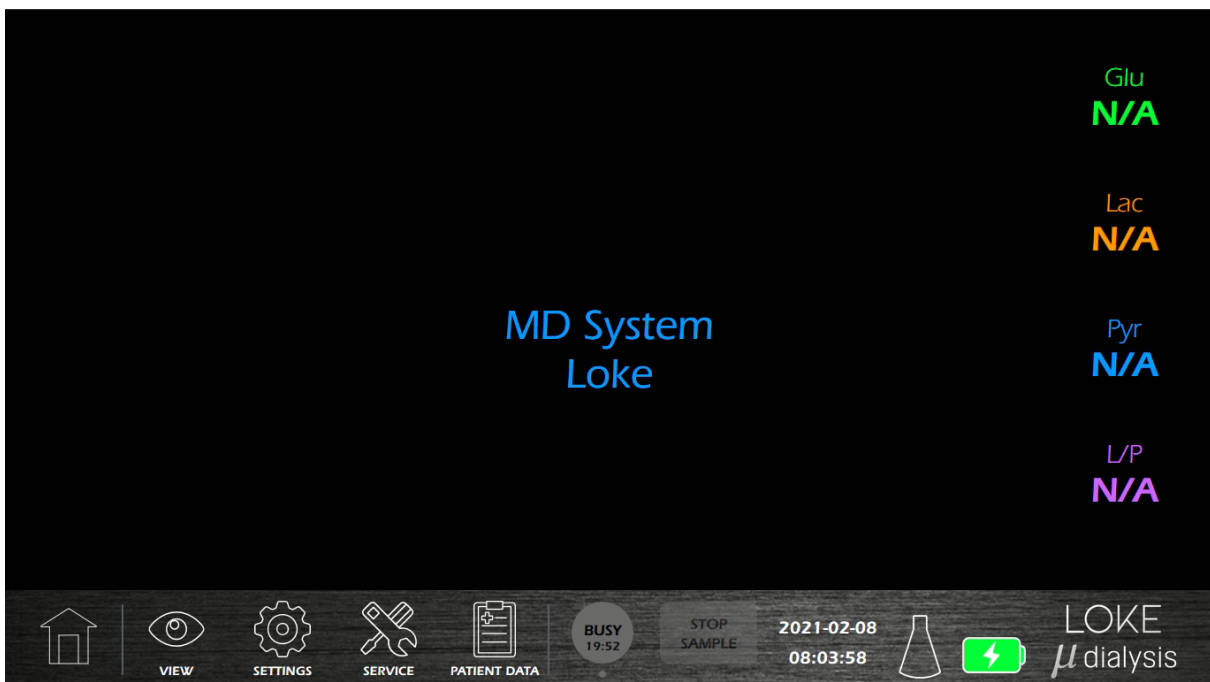 Glu
N/A
Lac
N/A
MD System
Loke
Pyr
N/A
L/P
N/A
VIEW
SETTINGS
SERVICE
PATIENT DATA
BUSY
19:52
STOP
SAMPLE
2021-02-08
08:03:58
LOKE
μ dialysis